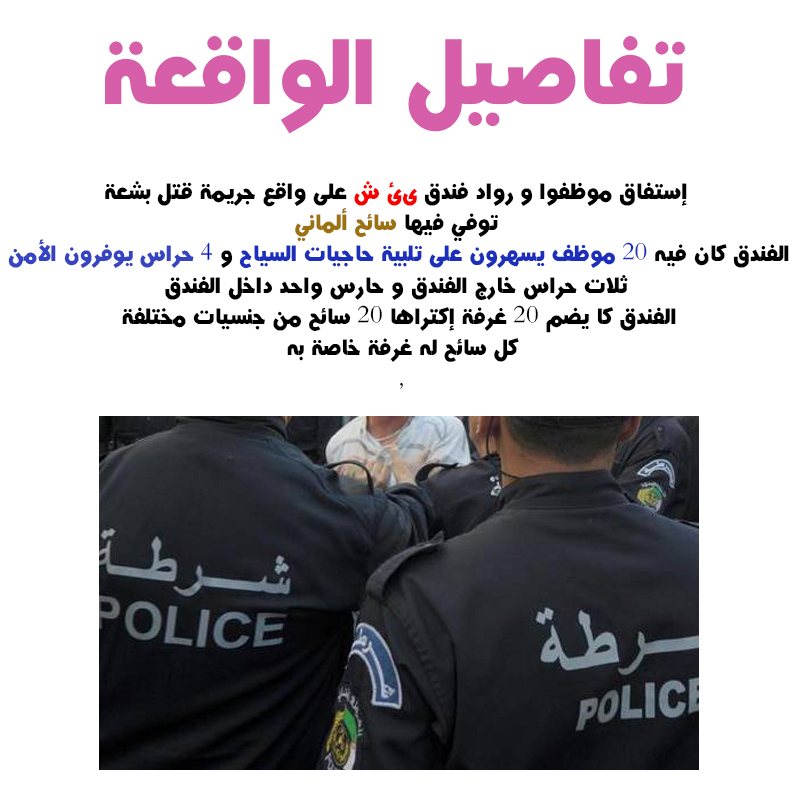 تفاصيل الواقعة
إستفاق موظفوا و رواد فندق ىئ ش على واقع جريمة قتل بشعة
توفي فيها سائح ألماني
الفندق كان فيه 20 موظف يسهرون على تلبية حاجيات السياح و 4 حراس يوفرون الأمن
ثلات حراس خارج الفندق و حارس واحد داخل الفندق
الفندق كا يضم 20 غرفة إكتراها 20 سائح من جنسيات مختلفة
كل سائح له غرفة خاصة به
,
شرطة
POLICE
شرطة
POLICE